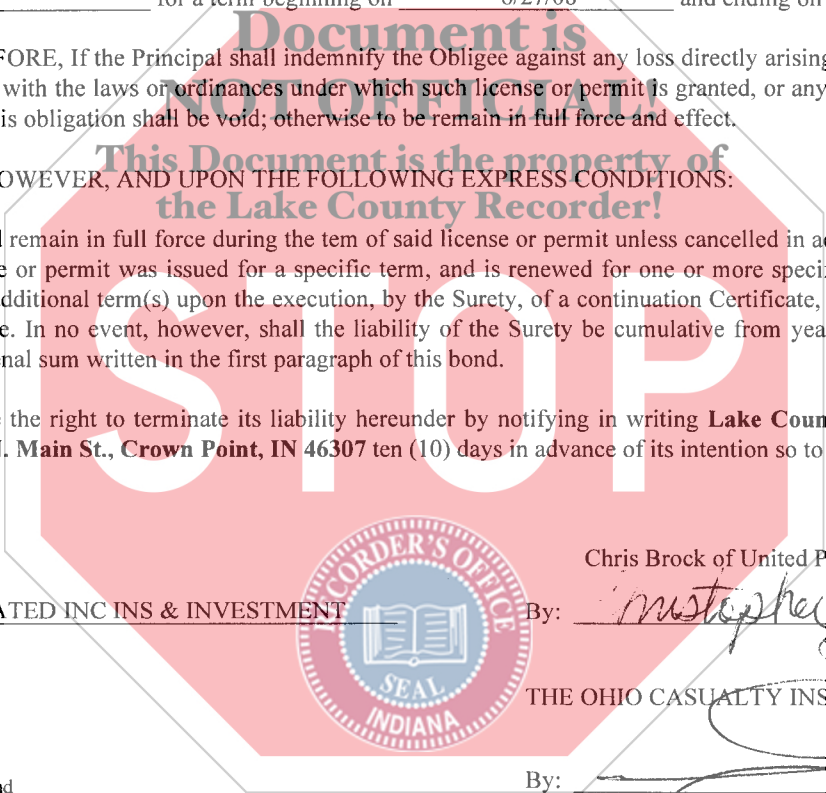 for a term beginning on 6/27/08 and ending on
Document is
FORE, If the Principal shall indemnify the Obligee against any loss directly arising
with the laws or ordinances under which such license or permit is granted, or any
NOT OFFICIAL!
is obligation shall be void; otherwise to be remain in full force and effect.
This Document is the property of
OWEVER, AND UPON THE FOLLOWING EXPRESS CONDITIONS:
the Lake County Recorder!
remain in full force during the tem of said license or permit unless cancelled in a
e or permit was issued for a specific term, and is renewed for one or more speci
dditional term(s) upon the execution, by the Surety, of a continuation Certificate,
e. In no event, however, shall the liability of the Surety be cumulative from yea
nal sum written in the first paragraph of this bond.
STOP
e the right to terminate its liability hereunder by notifying in writing Lake Coun
. Main St., Crown Point, IN 46307 ten (10) days in advance of its intention so to
Chris Brock of United P
ATED INC INS & INVESTMENT
By:
RECORDER'S OFFICE
SEAL
INDIANA
THE OHIO CASUALTY INS
By: